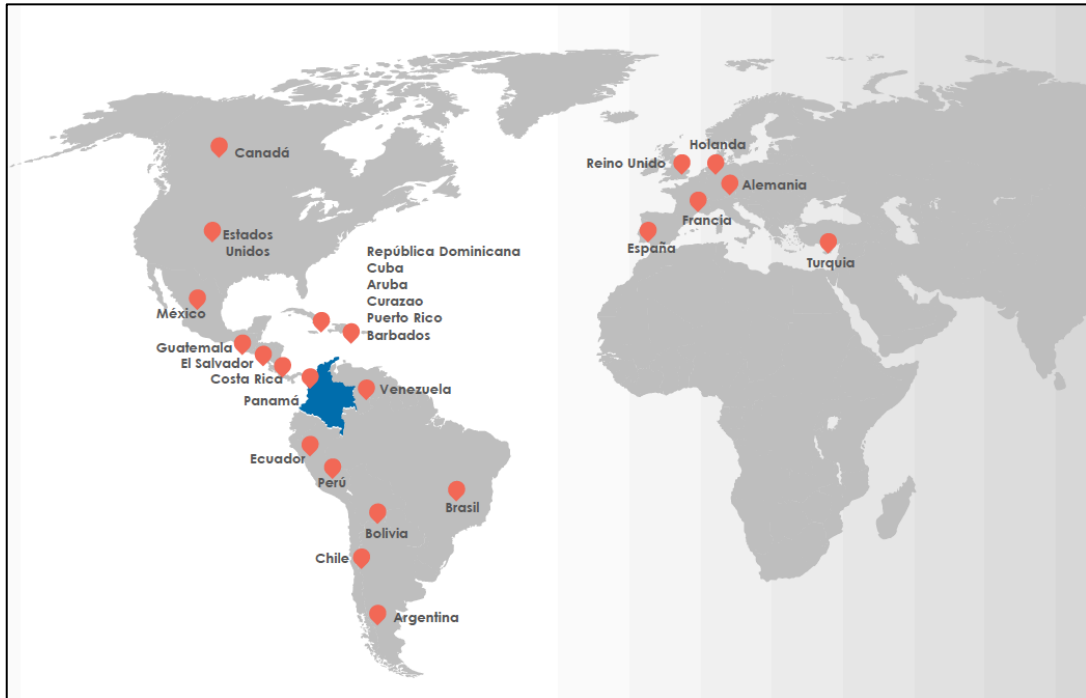 Canadá
Estados
Unidos
México
Guatemala
El Salvador
Costa Rica
Panamá
República Dominicana
Cuba
Aruba
Curazao
Puerto Rico
Barbados
Venezuela
Ecuador
Perú
Brasil
Bolivia
Chile
Argentina
Holanda
Reino Unido
Alemania
Francia
España
Turquia